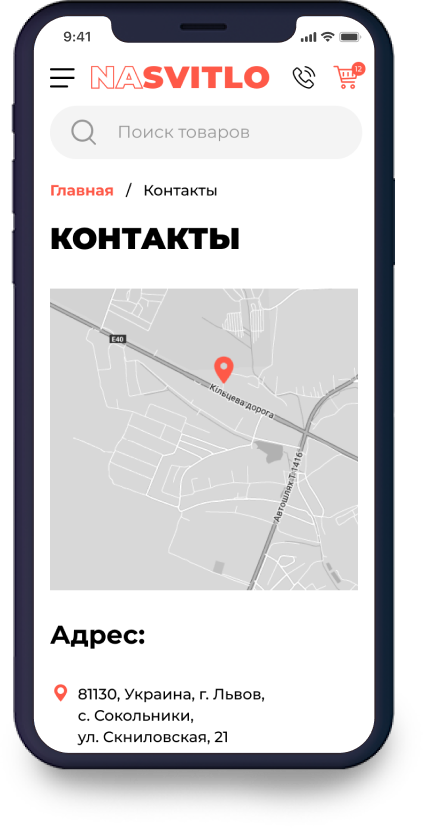 9:41
NASVITLO
12
Поиск товаров
Главная / Контакты
КОНТАКТЫ
E40
Кільцева дорога
Автошлях Т 1416
Адрес:
81130, Украина, г. Львов,
с. Сокольники,
ул. Скниловская, 21